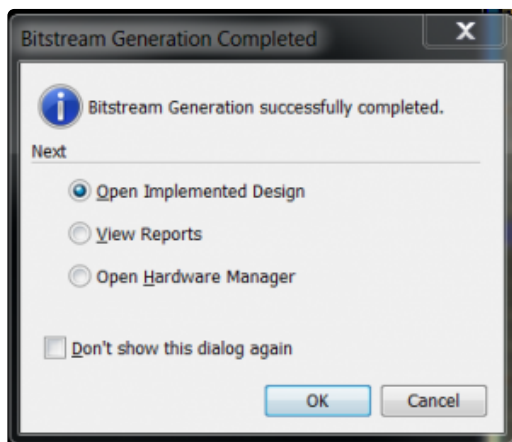 Bitstream Generation Completed
X
Bitstream Generation successfully completed.
Next
Open Implemented Design
View Reports
Open Hardware Manager
Don't show this dialog again
OK Cancel